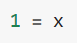 1 = x